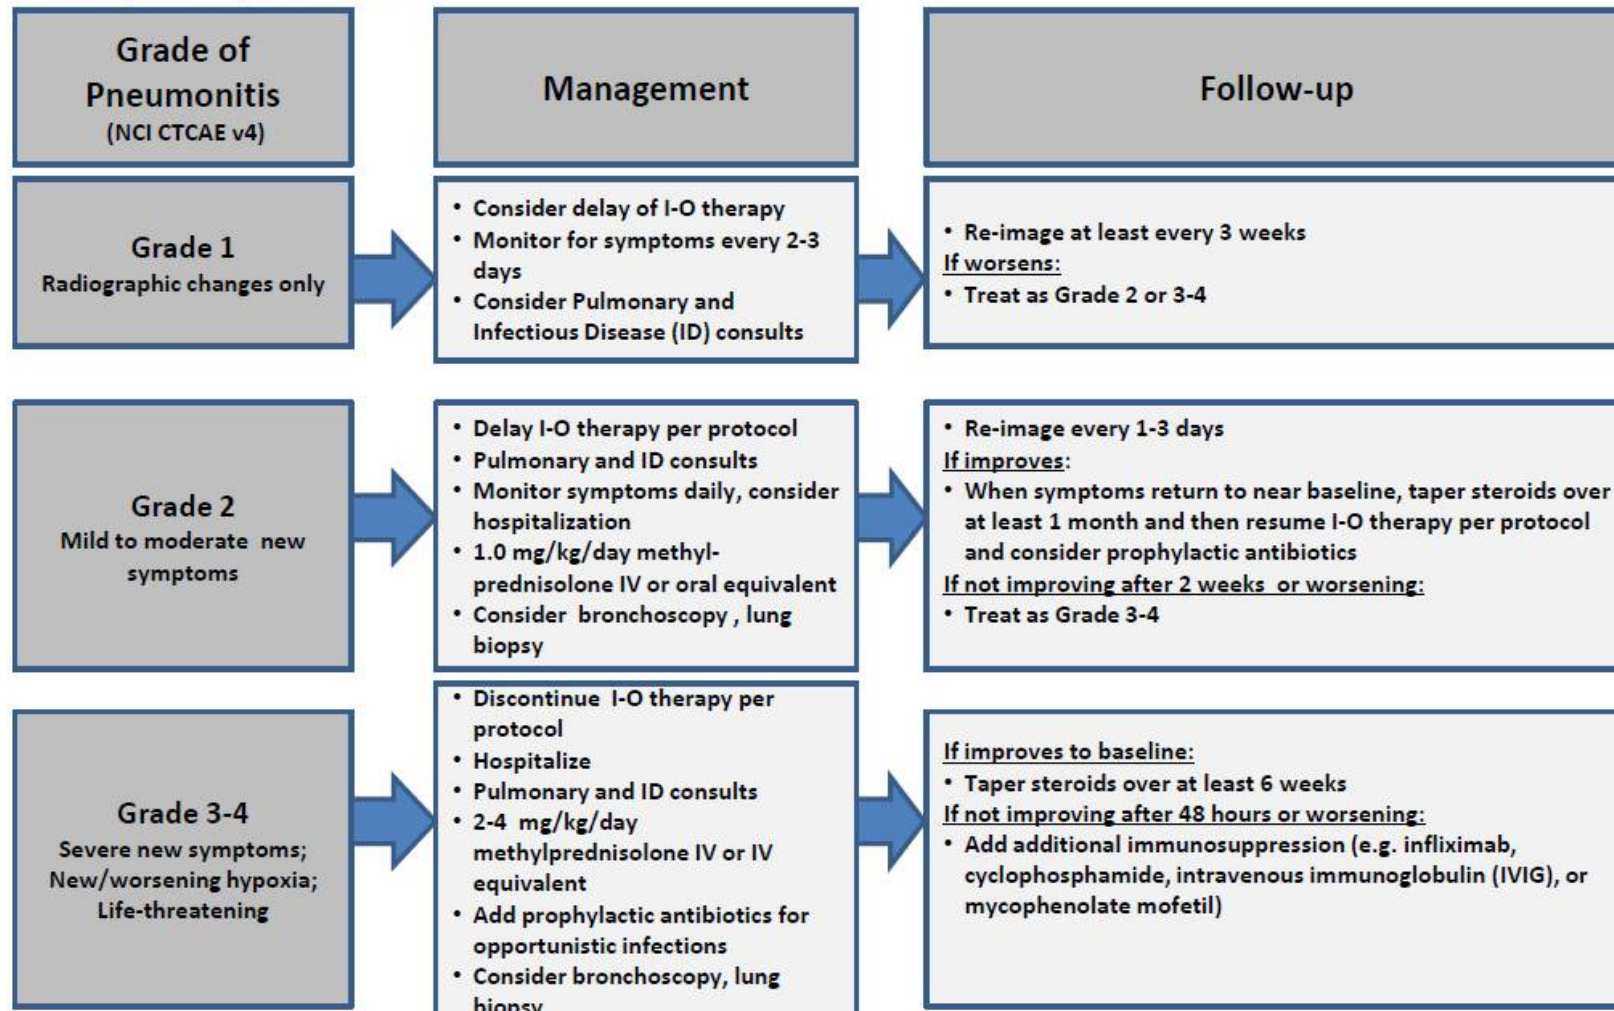 Grade of
Pneumonitis
(NCI CTCAE v4)
Management
Follow-up
Grade 1
Radiographic changes only
• Consider delay of I-O therapy
• Monitor for symptoms every 2-3
days
• Consider Pulmonary and
Infectious Disease (ID) consults
• Re-image at least every 3 weeks
If worsens:
• Treat as Grade 2 or 3-4
Grade 2
Mild to moderate new
symptoms
• Delay I-O therapy per protocol
• Pulmonary and ID consults
• Monitor symptoms daily, consider
hospitalization
• 1.0 mg/kg/day methyl-
prednisolone IV or oral equivalent
• Consider bronchoscopy , lung
biopsy
• Re-image every 1-3 days
If improves:
• When symptoms return to near baseline, taper steroids over
at least 1 month and then resume I-O therapy per protocol
and consider prophylactic antibiotics
If not improving after 2 weeks or worsening:
• Treat as Grade 3-4
Grade 3-4
Severe new symptoms;
New/worsening hypoxia;
Life-threatening
• Discontinue I-O therapy per
protocol
• Hospitalize
• Pulmonary and ID consults
• 2-4 mg/kg/day
methylprednisolone IV or IV
equivalent
• Add prophylactic antibiotics for
opportunistic infections
• Consider bronchoscopy, lung
biopsy
If improves to baseline:
• Taper steroids over at least 6 weeks
If not improving after 48 hours or worsening:
• Add additional immunosuppression (e.g. infliximab,
cyclophosphamide, intravenous immunoglobulin (IVIG), or
mycophenolate mofetil)